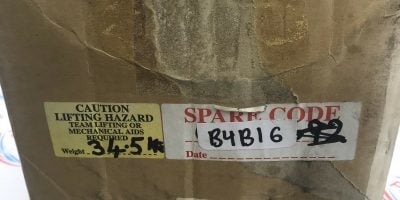 CAUTION
LIFTING HAZARD
TEAM LIFTING OR
MECHANICAL AIDS
REQUIRED
Weight 34.5 K
SPARE CODE
B4B16
Date